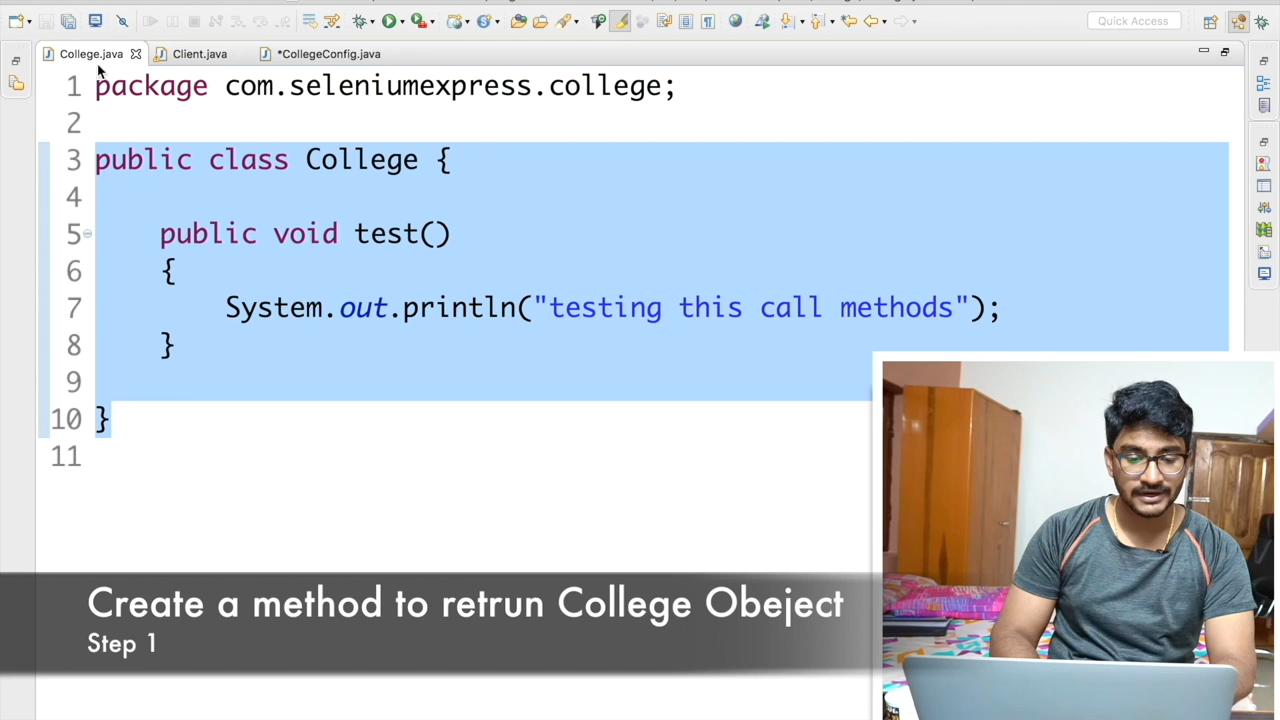 Quick Access
College.java
Client.java
*CollegeConfig.java
1 package com.seleniumexpress.college;
2
3 public class College {
4
5 public void test()
6 {
7 System.out.println("testing this call methods");
8 }
9
10 }
11
Create a method to retrun College Obeject
Step 1